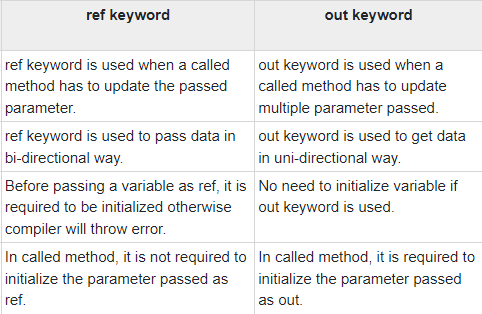 ref keyword
out keyword
ref keyword is used when a called
method has to update the passed
parameter.
out keyword is used when a
called method has to update
multiple parameter passed.
ref keyword is used to pass data in
bi-directional way.
out keyword is used to get data
in uni-directional way.
Before passing a variable as ref, it is
required to be initialized otherwise
compiler will throw error.
No need to initialize variable if
out keyword is used.
In called method, it is not required to
initialize the parameter passed as
ref.
In called method, it is required to
initialize the parameter passed
as out.